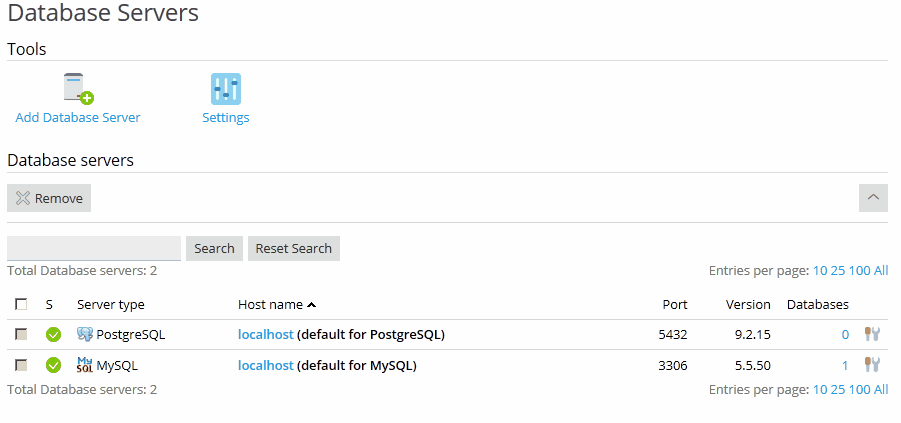 Database Servers
Tools
Add Database Server Settings
Database servers
Remove
Search Reset Search
Total Database servers: 2 Entries per page: 10 25 100 All
S Server type Host name Port Version Databases
PostgreSQL localhost (default for PostgreSQL) 5432 9.2.15 0
My SQL MySQL localhost (default for MySQL) 3306 5.5.50 1
Total Database servers: 2 Entries per page: 10 25 100 All